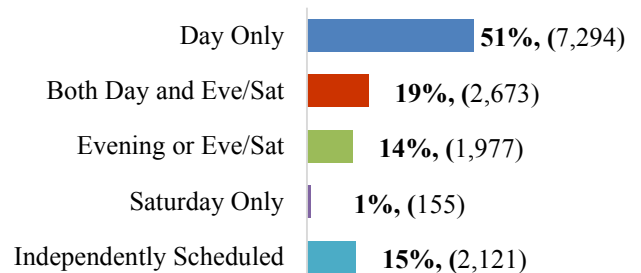 Day Only 51%, (7,294)
Both Day and Eve/Sat 19%, (2,673)
Evening or Eve/Sat 14%, (1,977)
Saturday Only 1%, (155)
Independently Scheduled 15%, (2,121)